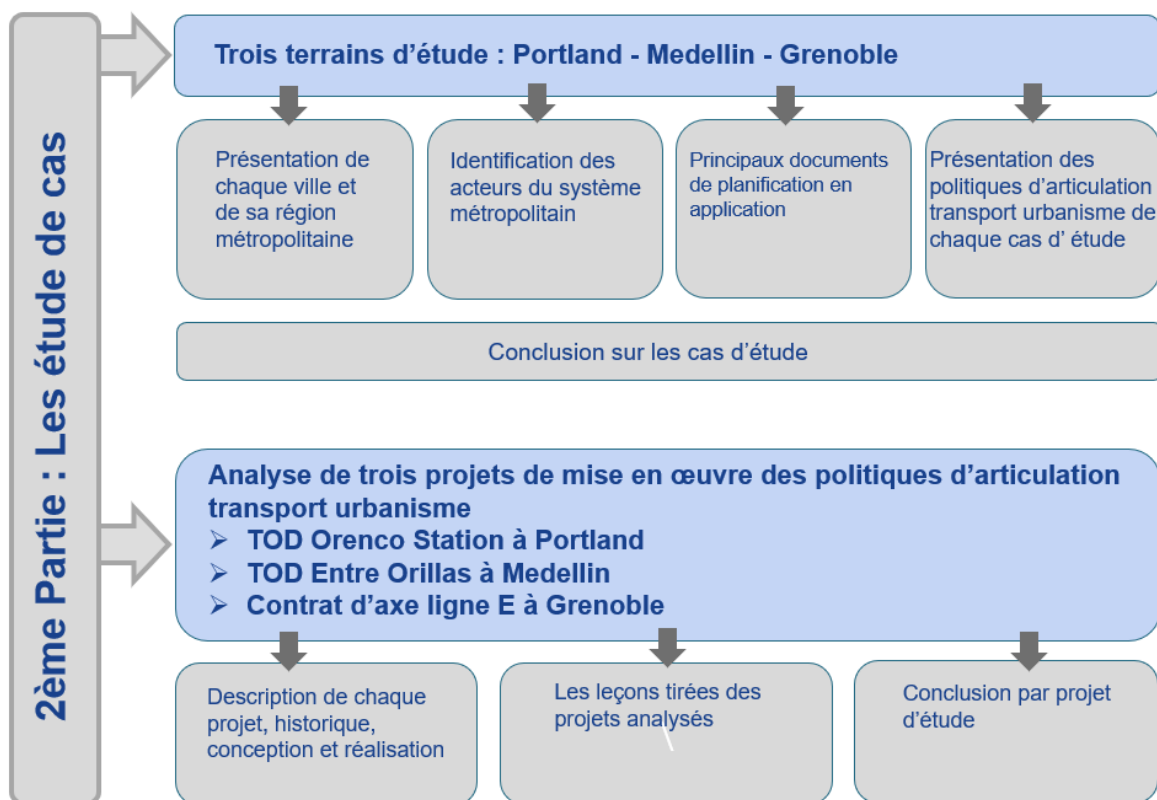 2ème Partie : Les étude de cas
Trois terrains d'étude : Portland - Medellin - Grenoble
Présentation de
chaque ville et
de sa région
métropolitaine
Identification des
acteurs du système
métropolitain
Principaux documents
de planification en
application
Présentation des
politiques d'articulation
transport urbanisme de
chaque cas d' étude
Conclusion sur les cas d'étude
Analyse de trois projets de mise en œuvre des politiques d'articulation
transport urbanisme
➢ TOD Orenco Station à Portland
➢ TOD Entre Orillas à Medellin
➢ Contrat d'axe ligne E à Grenoble
Description de chaque
projet, historique,
conception et réalisation
Les leçons tirées des
projets analysés
Conclusion par projet
d'étude